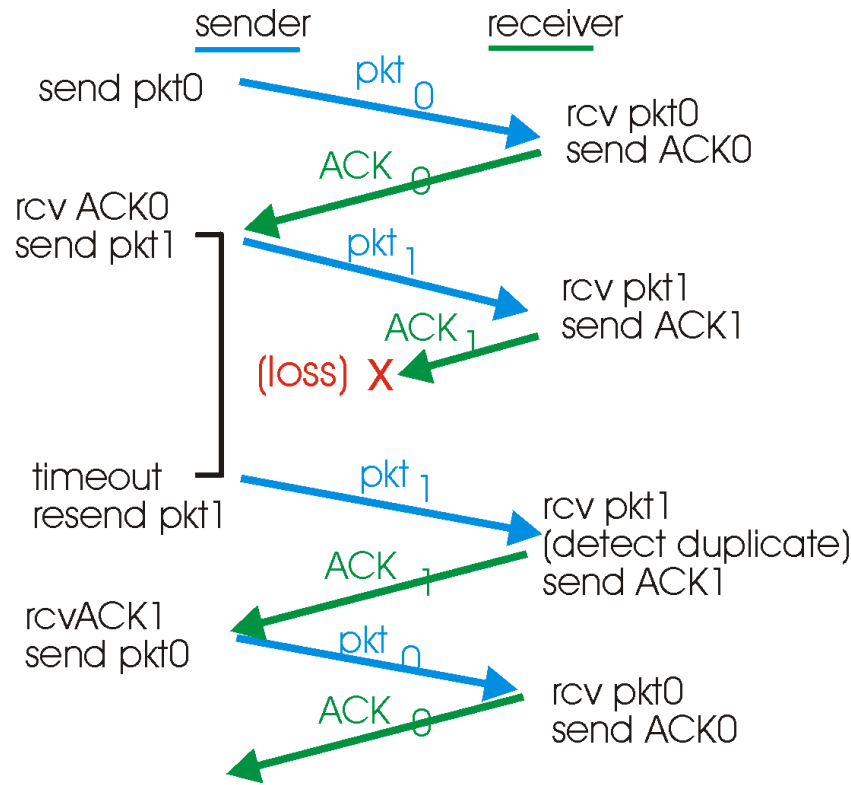 sender
receiver
send pkt0
pkt 0
rcv pkt0
send ACK0
ACK 0
rcv ACK0
send pkt1
pkt 1
rcv pkt1
send ACK1
ACK 1
(loss) X
timeout
resend pkt1
pkt 1
rcv pkt1
(detect duplicate)
send ACK1
ACK 1
rcvACK1
send pkt0
pkt 0
rcv pkt0
send ACK0
ACK 0